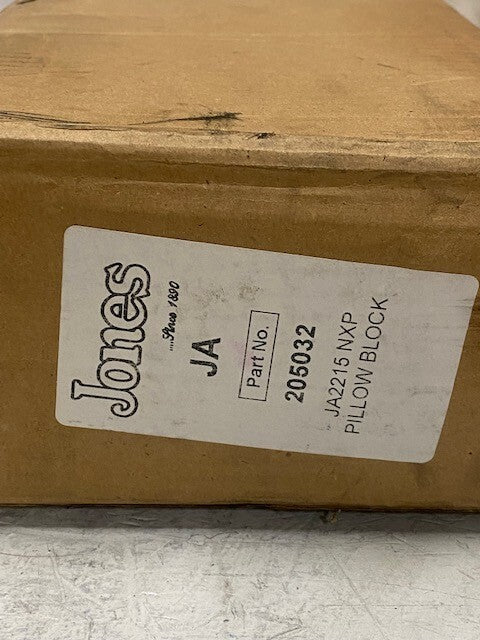 Jones
....Since 1890
JA
Part No.
205032
JA2215 NXP
PILLOW BLOCK